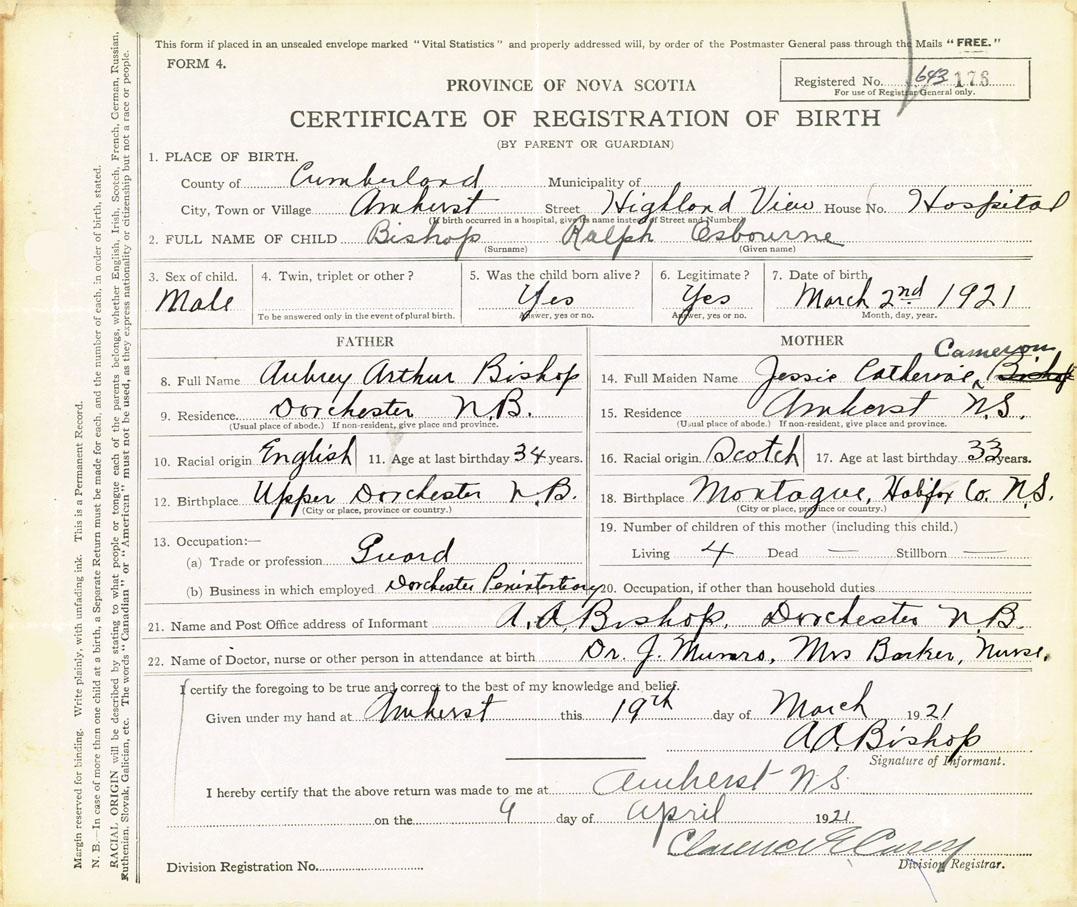 This form if placed in an unsealed envelope marked "Vital Statistics" and properly addressed will, by order of the Postmaster General pass through the Mails "FREE."
FORM 4.
Registered No. 643 176
For use of Registrar General only.
PROVINCE OF NOVA SCOTIA
CERTIFICATE OF REGISTRATION OF BIRTH
(BY PARENT OR GUARDIAN)
1. PLACE OF BIRTH.
County of Cumberland Municipality of
City, Town or Village Amherst Street Highland View House No. Hospital
(If birth occurred in a hospital, give its name instead of Street and Number)
2. FULL NAME OF CHILD Bishop Ralph Osbourne
(Surname) (Given name)
3. Sex of child. 4. Twin, triplet or other? 5. Was the child born alive? 6. Legitimate? 7. Date of birth
Male Yes Yes March 2nd 1921
To be answered only in the event of plural birth. Answer, yes or no. Answer, yes or no. Month, day, year.
FATHER
8. Full Name Aubrey Arthur Bishop
9. Residence. Dorchester N.B.
(Usual place of abode.) If non-resident, give place and province.
10. Racial origin English 11. Age at last birthday 34 years.
12. Birthplace Upper Dorchester N.B.
(City or place, province or country.)
13. Occupation:—
(a) Trade or profession Guard
(b) Business in which employed Dorchester Penintentiary
MOTHER
Cameron
14. Full Maiden Name Jessie Catherine, Bishop
15. Residence Amherst N.S.
(Usual place of abode.) If non-resident, give place and province.
16. Racial origin Scotch 17. Age at last birthday 33 years.
18. Birthplace Montague, Halifax Co. N.S.
(City or place, province or country.)
19. Number of children of this mother (including this child.)
Living 4 Dead — Stillborn —
20. Occupation, if other than household duties
21. Name and Post Office address of Informant A. A. Bishop. Dorchester N.B.
22. Name of Doctor, nurse or other person in attendance at birth Dr. J. Munro, Mrs Barker, Nurse.
I certify the foregoing to be true and correct to the best of my knowledge and belief.
Given under my hand at Amherst this 19th day of March 1921
A A Bishop
Signature of Informant.
I hereby certify that the above return was made to me at Amherst N.S.
on the 9 day of April 1921
Clarence E Casey
Division Registrar.
Division Registration No.
Margin reserved for binding. Write plainly, with unfading ink. This is a Permanent Record.
N. B.—In case of more than one child at a birth, a Separate Return must be made for each, and the number of each, in order of birth, stated.
RACIAL ORIGIN will be described by stating to what people or tongue each of the parents belongs, whether English, Irish, Scotch, French, German, Russian,
Ruthenian, Slovak, Galician, etc. The words "Canadian" or "American" must not be used, as they express nationality or citizenship but not a race or people.